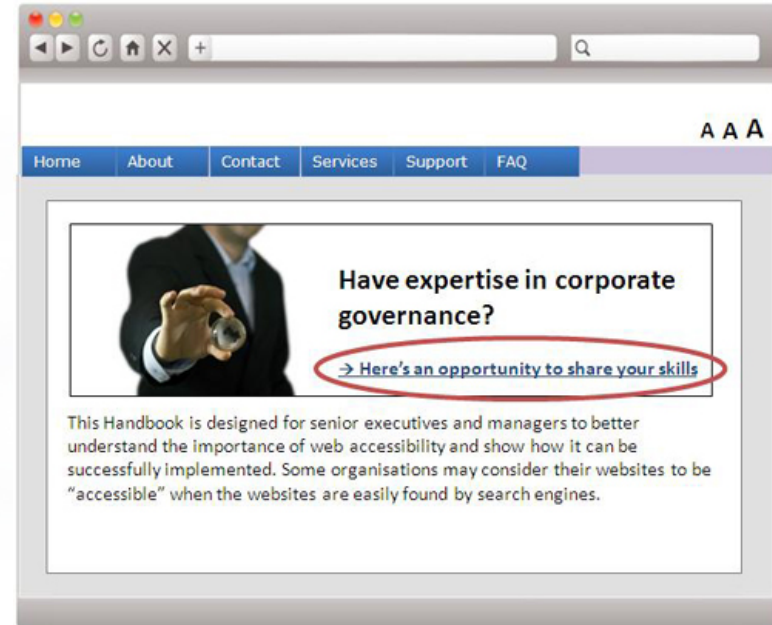 A A A
Home About Contact Services Support FAQ
Have expertise in corporate
governance?
→ Here's an opportunity to share your skills
This Handbook is designed for senior executives and managers to better
understand the importance of web accessibility and show how it can be
successfully implemented. Some organisations may consider their websites to be
“accessible” when the websites are easily found by search engines.